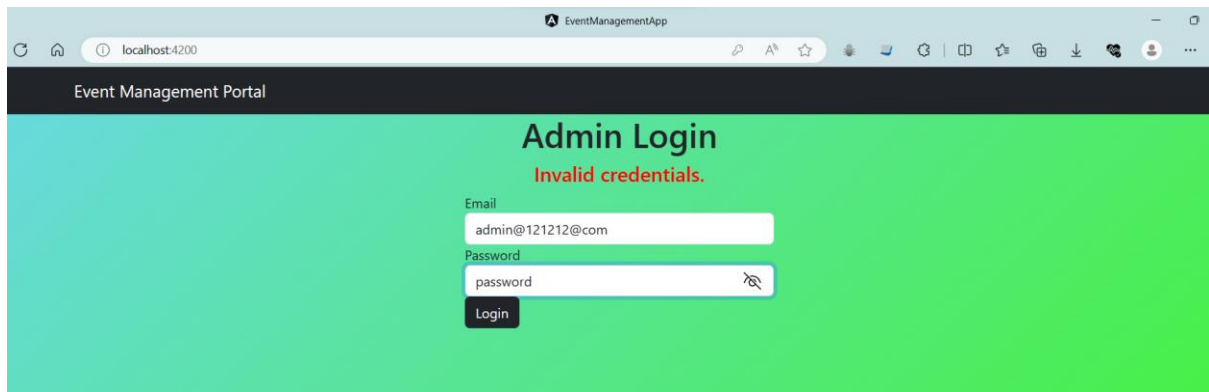 EventManagementApp
localhost:4200
Event Management Portal
Admin Login
Invalid credentials.
Email
admin@121212@com
Password
password
Login